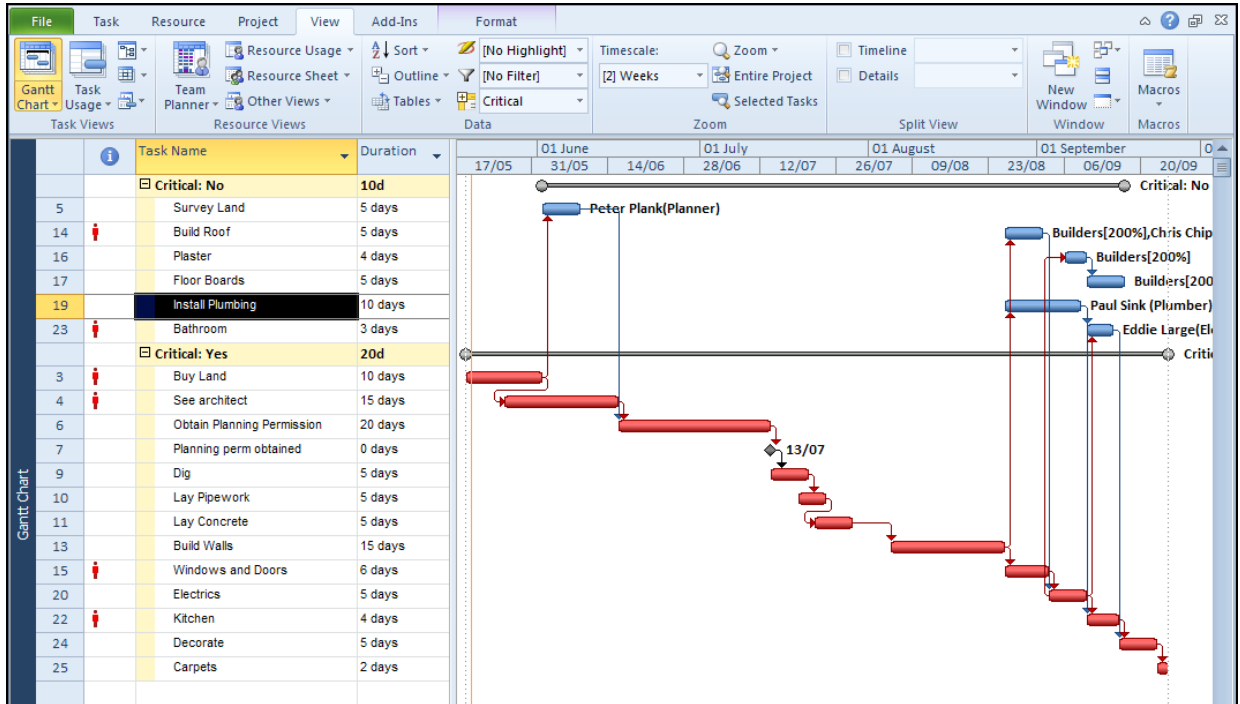 File Task Resource Project View Add-Ins Format
Resource Usage Sort [No Highlight] Timescale: Zoom Timeline
Resource Sheet Outline [No Filter] [2] Weeks Entire Project Details
Gantt Chart Task Usage Team Planner Other Views Tables Critical Selected Tasks New Window Macros
Task Views Resource Views Data Zoom Split View Window Macros
Task Name Duration 01 June 01 July 01 August 01 September 0
17/05 31/05 14/06 28/06 12/07 26/07 09/08 23/08 06/09 20/09
Critical: No 10d Critical: No
5 Survey Land 5 days Peter Plank(Planner)
14 Build Roof 5 days Builders[200%],Chris Chip
16 Plaster 4 days Builders[200%]
17 Floor Boards 5 days Builders[200
19 Install Plumbing 10 days Paul Sink (Plumber)
23 Bathroom 3 days Eddie Large(El
Critical: Yes 20d Criti
3 Buy Land 10 days
4 See architect 15 days
6 Obtain Planning Permission 20 days
7 Planning perm obtained 0 days 13/07
9 Dig 5 days
10 Lay Pipework 5 days
11 Lay Concrete 5 days
13 Build Walls 15 days
15 Windows and Doors 6 days
20 Electrics 5 days
22 Kitchen 4 days
24 Decorate 5 days
25 Carpets 2 days
Gantt Chart